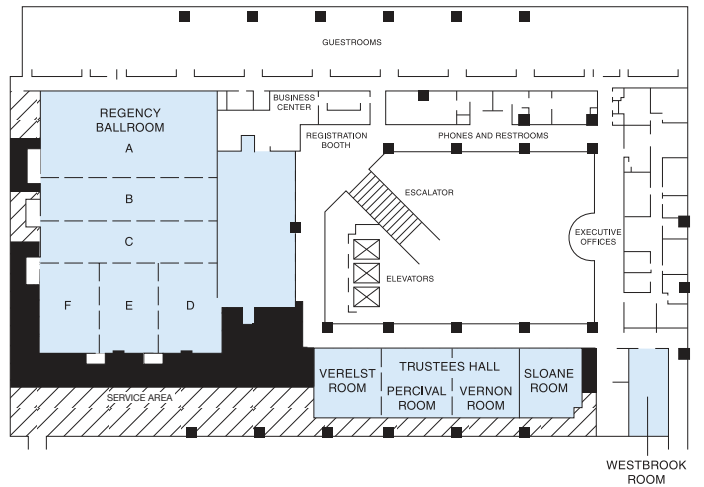 GUESTROOMS
BUSINESS
CENTER
REGENCY
BALLROOM
A
REGISTRATION
BOOTH
PHONES AND RESTROOMS
ESCALATOR
B
C
EXECUTIVE
OFFICES
ELEVATORS
F
E
D
VERELST
ROOM
TRUSTEES HALL
PERCIVAL
ROOM
VERNON
ROOM
SLOANE
ROOM
SERVICE AREA
WESTBROOK
ROOM